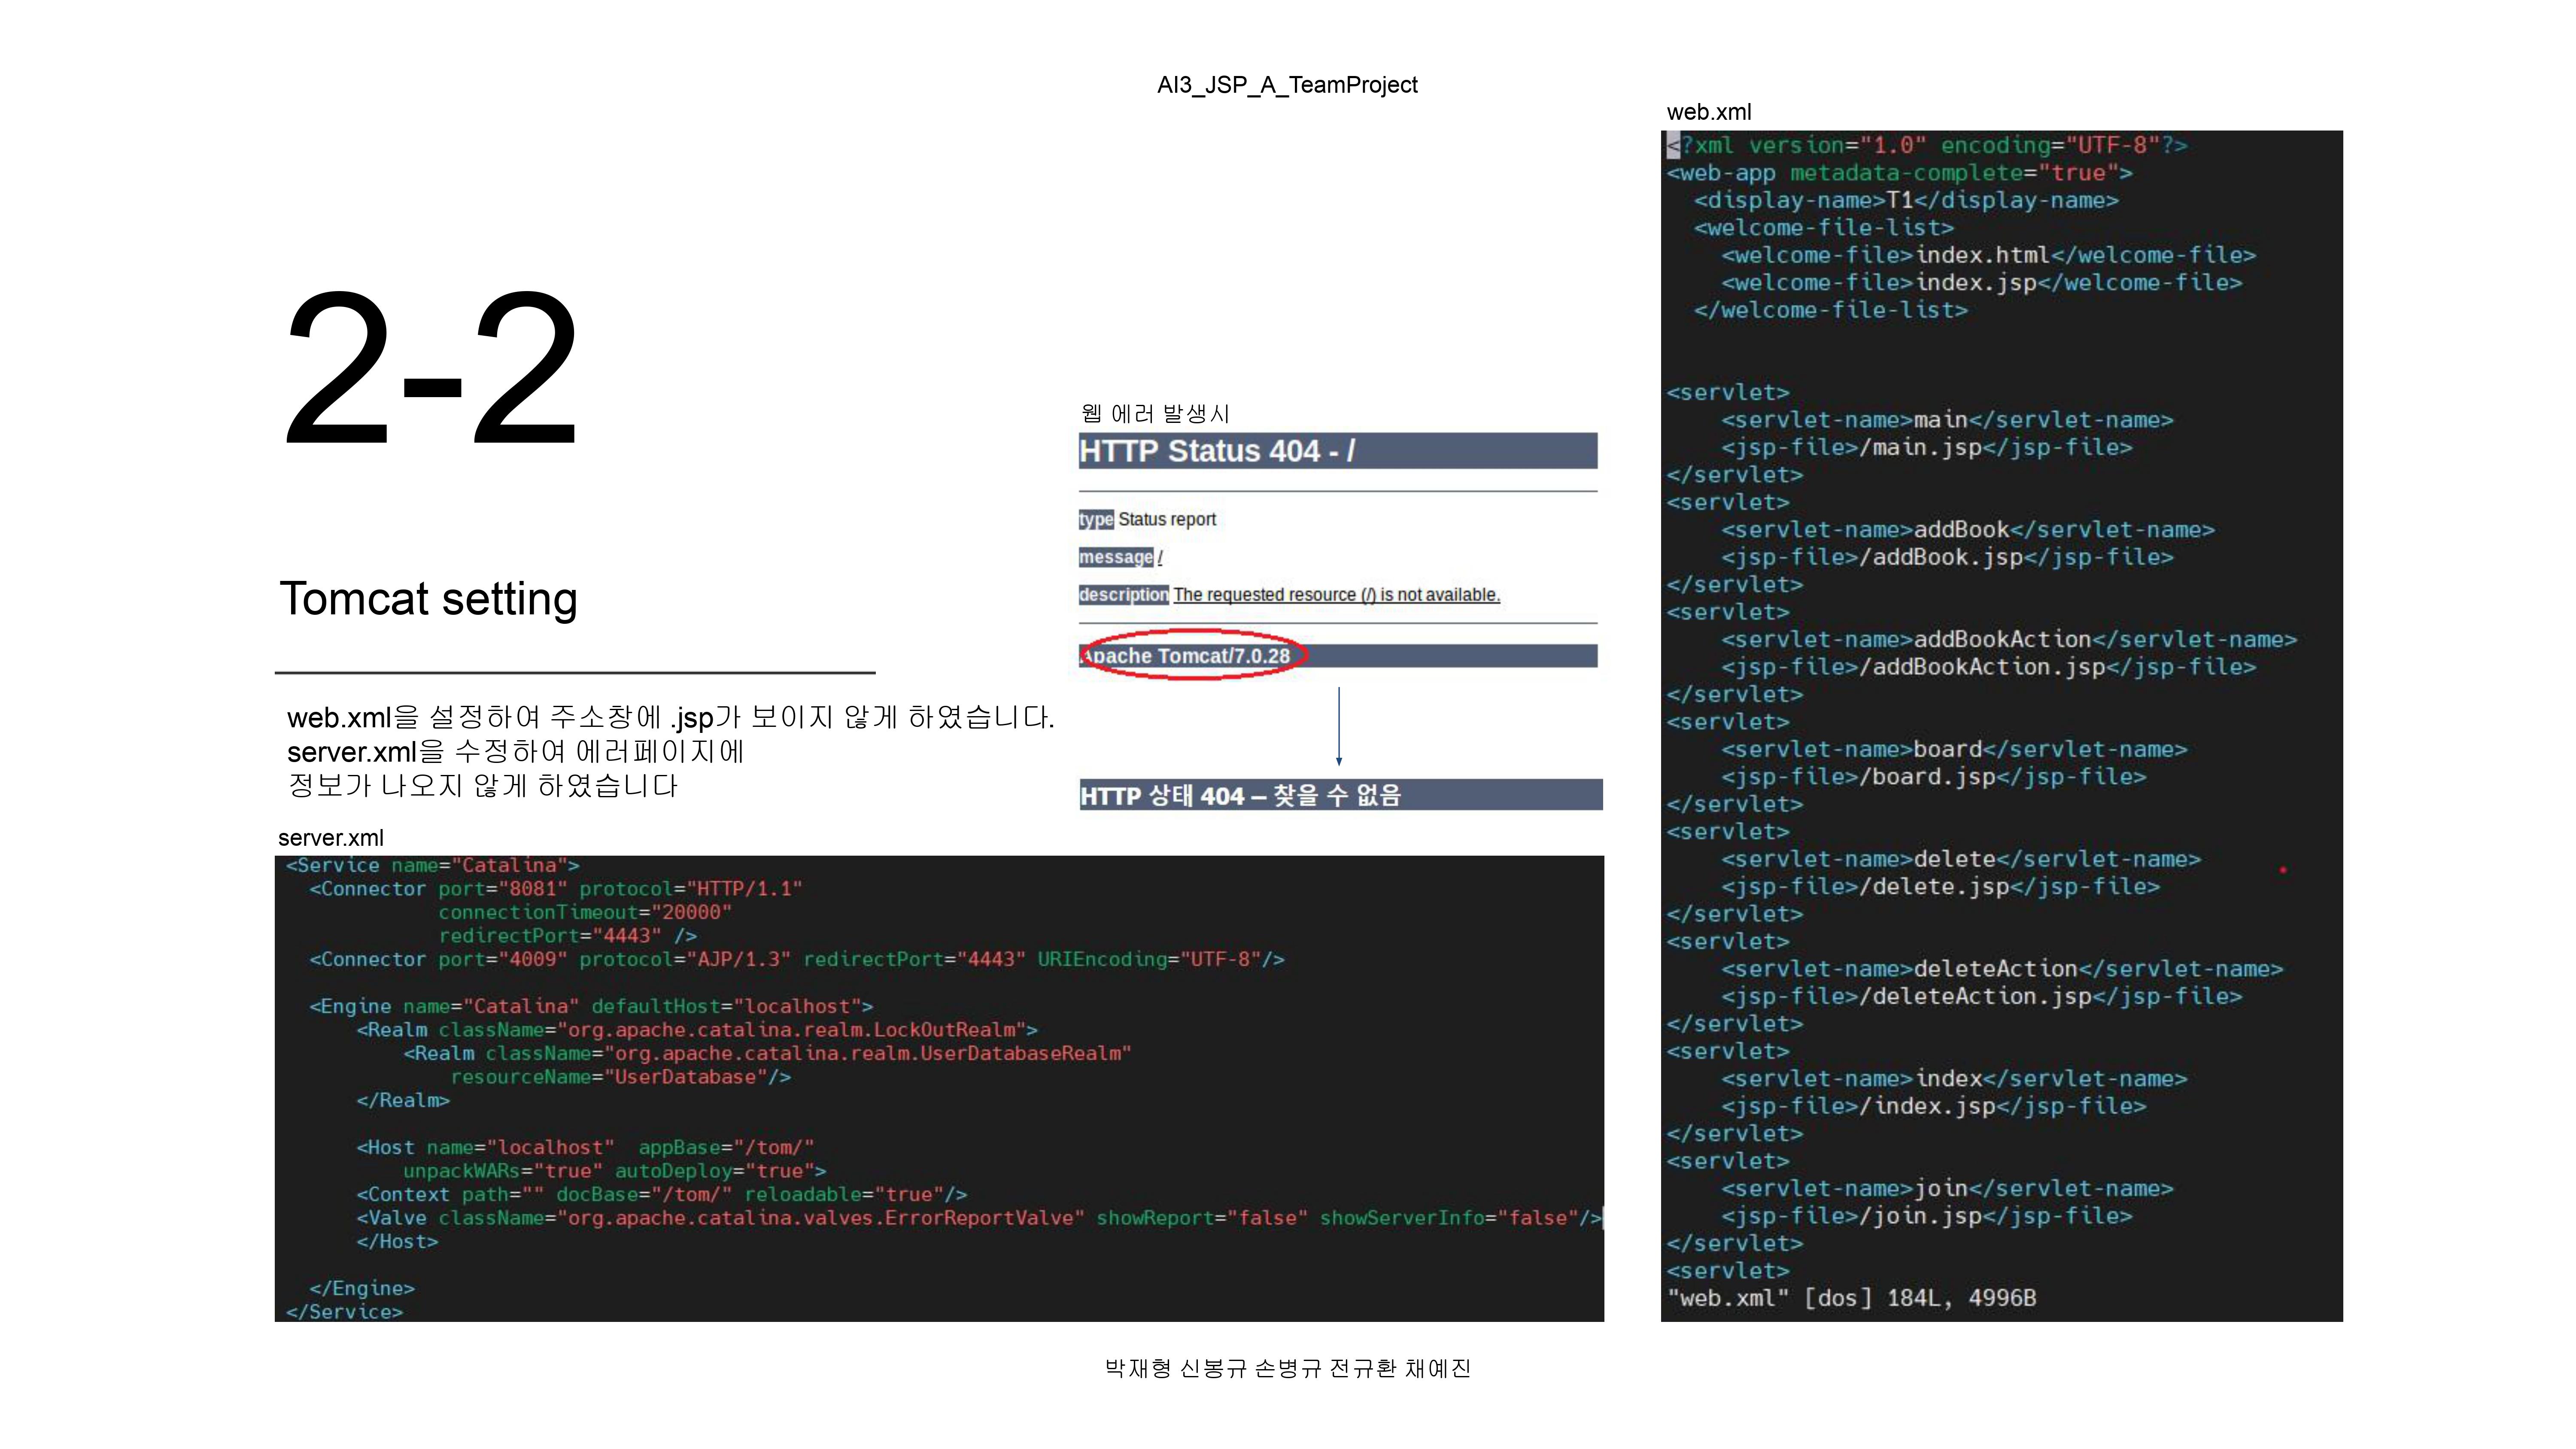 AI3_JSP_A_TeamProject
2-2
Tomcat setting
web.xml을 설정하여 주소창에 .jsp가 보이지 않게 하였습니다.
server.xml을 수정하여 에러페이지에
정보가 나오지 않게 하였습니다
웹 에러 발생시
HTTP Status 404 - /
type Status report
message /
description The requested resource (/) is not available.
Apache Tomcat/7.0.28
HTTP 상태 404 – 찾을 수 없음
server.xml
<Service name="Catalina">
<Connector port="8081" protocol="HTTP/1.1"
connectionTimeout="20000"
redirectPort="4443" />
<Connector port="4009" protocol="AJP/1.3" redirectPort="4443" URIEncoding="UTF-8"/>
<Engine name="Catalina" defaultHost="localhost">
<Realm className="org.apache.catalina.realm.LockOutRealm">
<Realm className="org.apache.catalina.realm.UserDatabaseRealm"
resourceName="UserDatabase"/>
</Realm>
<Host name="localhost" appBase="/tom/"
unpackWARs="true" autoDeploy="true">
<Context path="" docBase="/tom/" reloadable="true"/>
<Valve className="org.apache.catalina.valves.ErrorReportValve" showReport="false" showServerInfo="false"/>
</Host>
</Engine>
</Service>
web.xml
<?xml version="1.0" encoding="UTF-8"?>
<web-app metadata-complete="true">
<display-name>T1</display-name>
<welcome-file-list>
<welcome-file>index.html</welcome-file>
<welcome-file>index.jsp</welcome-file>
</welcome-file-list>
<servlet>
<servlet-name>main</servlet-name>
<jsp-file>/main.jsp</jsp-file>
</servlet>
<servlet>
<servlet-name>addBook</servlet-name>
<jsp-file>/addBook.jsp</jsp-file>
</servlet>
<servlet>
<servlet-name>addBookAction</servlet-name>
<jsp-file>/addBookAction.jsp</jsp-file>
</servlet>
<servlet>
<servlet-name>board</servlet-name>
<jsp-file>/board.jsp</jsp-file>
</servlet>
<servlet>
<servlet-name>delete</servlet-name>
<jsp-file>/delete.jsp</jsp-file>
</servlet>
<servlet>
<servlet-name>deleteAction</servlet-name>
<jsp-file>/deleteAction.jsp</jsp-file>
</servlet>
<servlet>
<servlet-name>index</servlet-name>
<jsp-file>/index.jsp</jsp-file>
</servlet>
<servlet>
<servlet-name>join</servlet-name>
<jsp-file>/join.jsp</jsp-file>
</servlet>
<servlet>
"web.xml" [dos] 184L, 4996B
박재형 신봉규 손병규 전규환 채예진